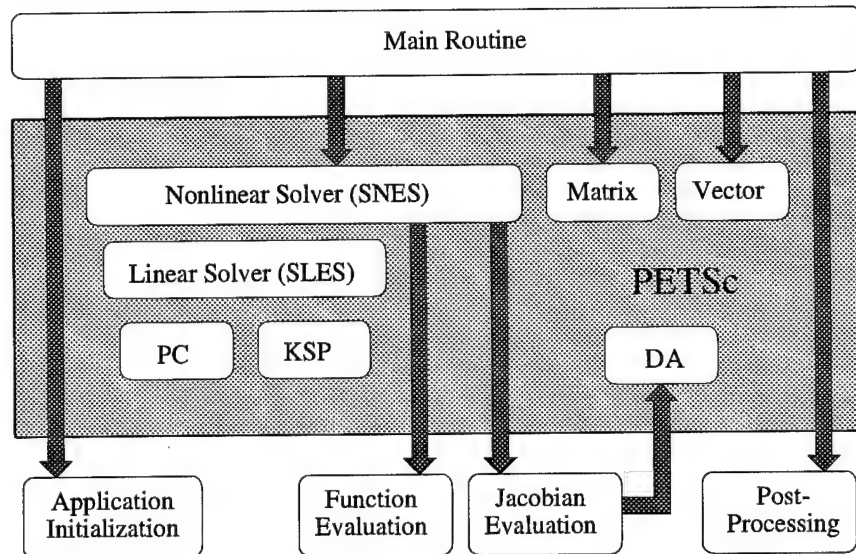 Main Routine
Nonlinear Solver (SNES)
Matrix
Vector
Linear Solver (SLES)
PETSc
PC
KSP
DA
Application
Initialization
Function
Evaluation
Jacobian
Evaluation
Post-
Processing